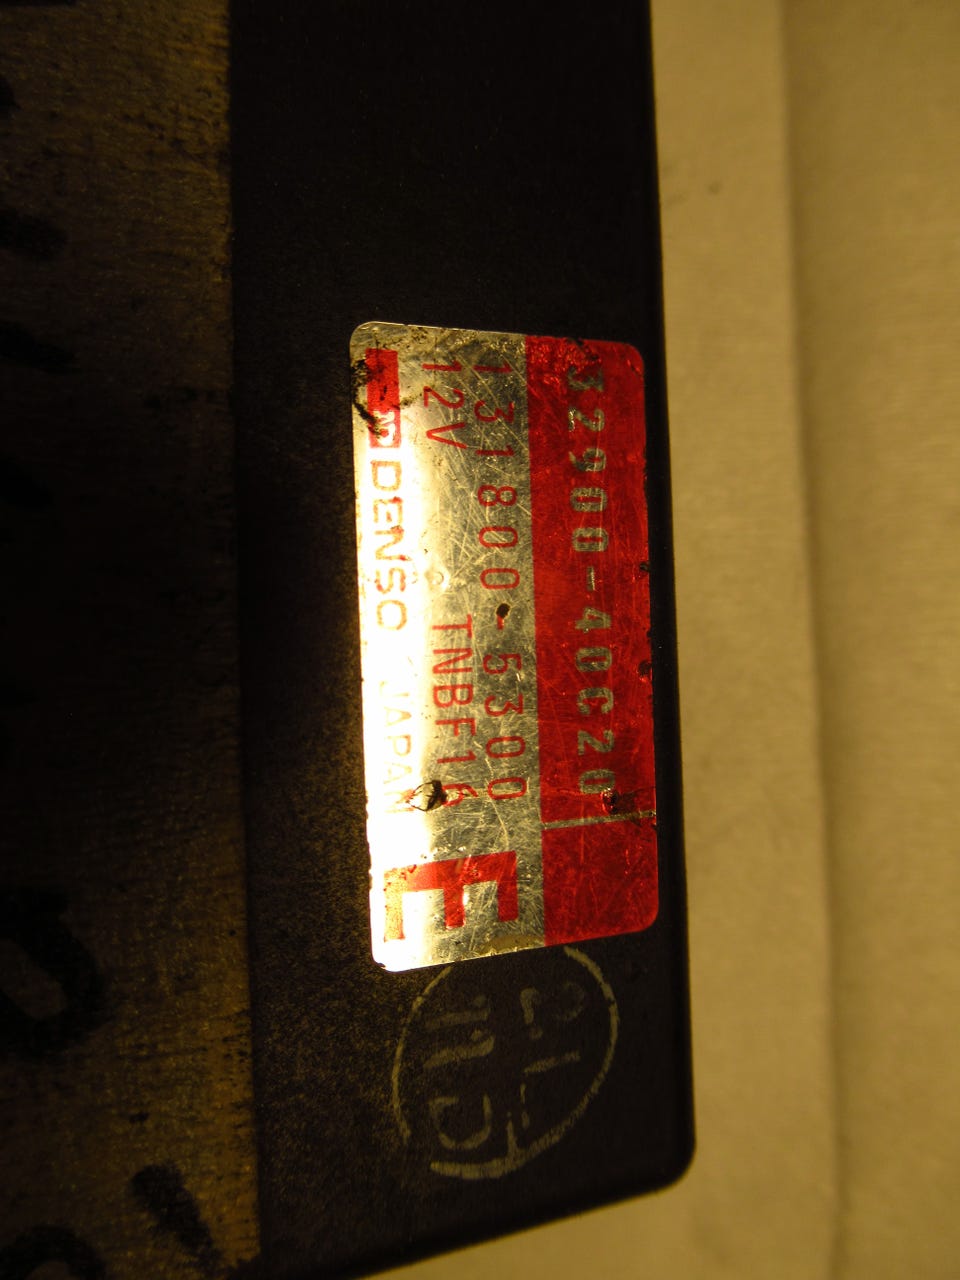 32900-40C20
131800-5300
12V TNBF16
DENSO JAPAN
E